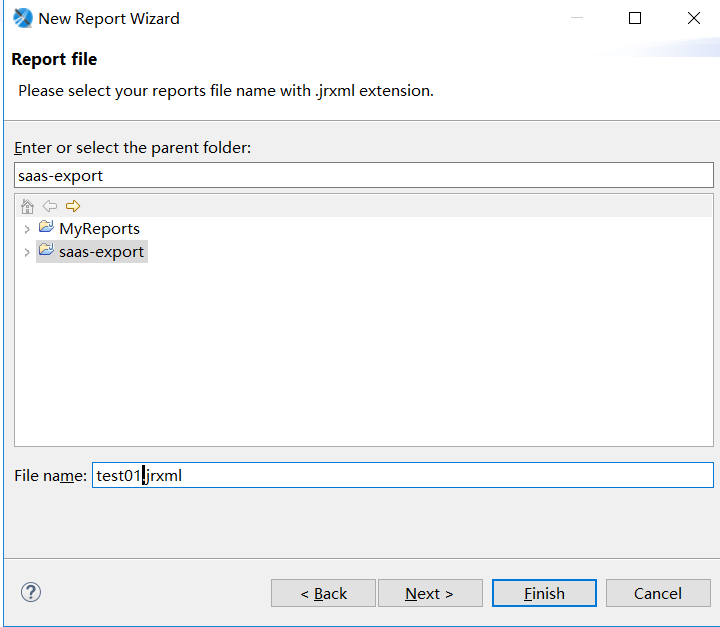 New Report Wizard
Report file
Please select your reports file name with .jrxml extension.
Enter or select the parent folder:
saas-export
MyReports
saas-export
File name: test01.jrxml
? < Back Next > Finish Cancel